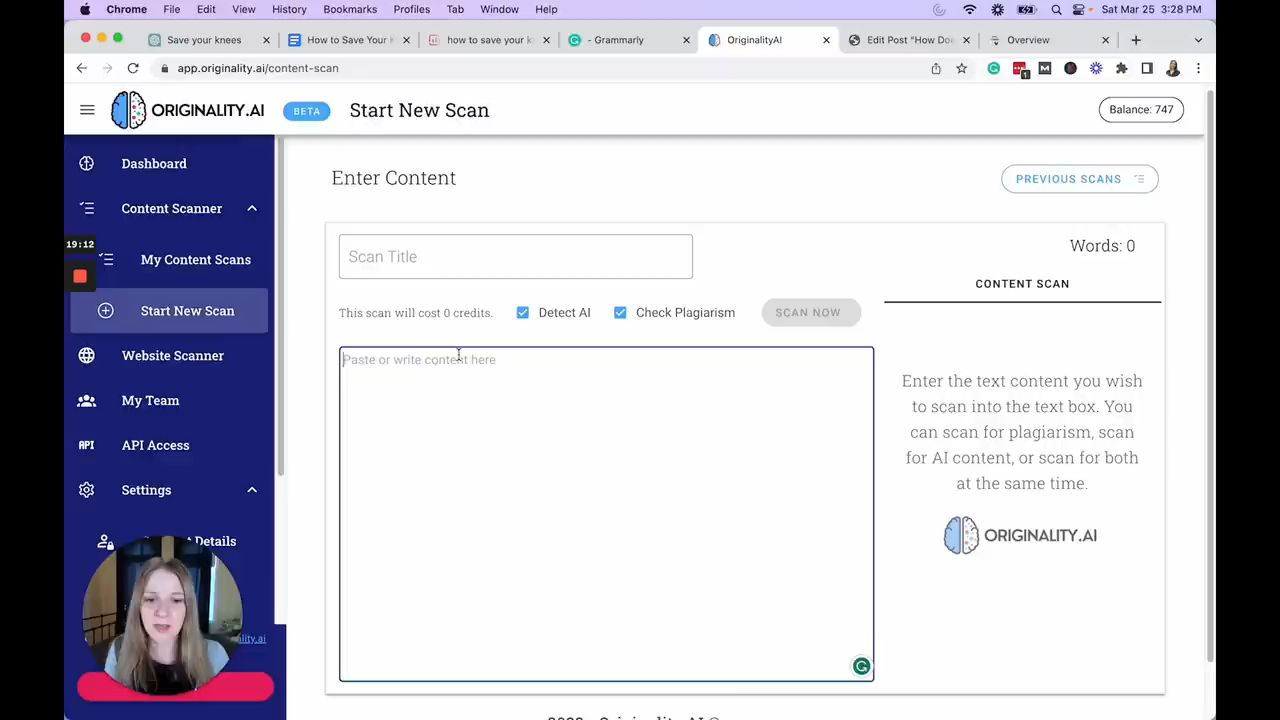 Chrome File Edit View History Bookmarks Profiles Tab Window Help Sat Mar 25 3:28 PM
Save your knees How to Save Your K how to save your k - Grammarly OriginalityAI Edit Post "How Doe Overview
app.originality.ai/content-scan
1
ORIGINALITY.AI BETA Start New Scan Balance: 747
Dashboard
Content Scanner
19:12
My Content Scans
Start New Scan
Website Scanner
My Team
API API Access
Settings
Details
ility.ai
Enter Content PREVIOUS SCANS
Scan Title
This scan will cost 0 credits. Detect AI Check Plagiarism SCAN NOW
Paste or write content here
Words: 0
CONTENT SCAN
Enter the text content you wish
to scan into the text box. You
can scan for plagiarism, scan
for AI content, or scan for both
at the same time.
ORIGINALITY.AI